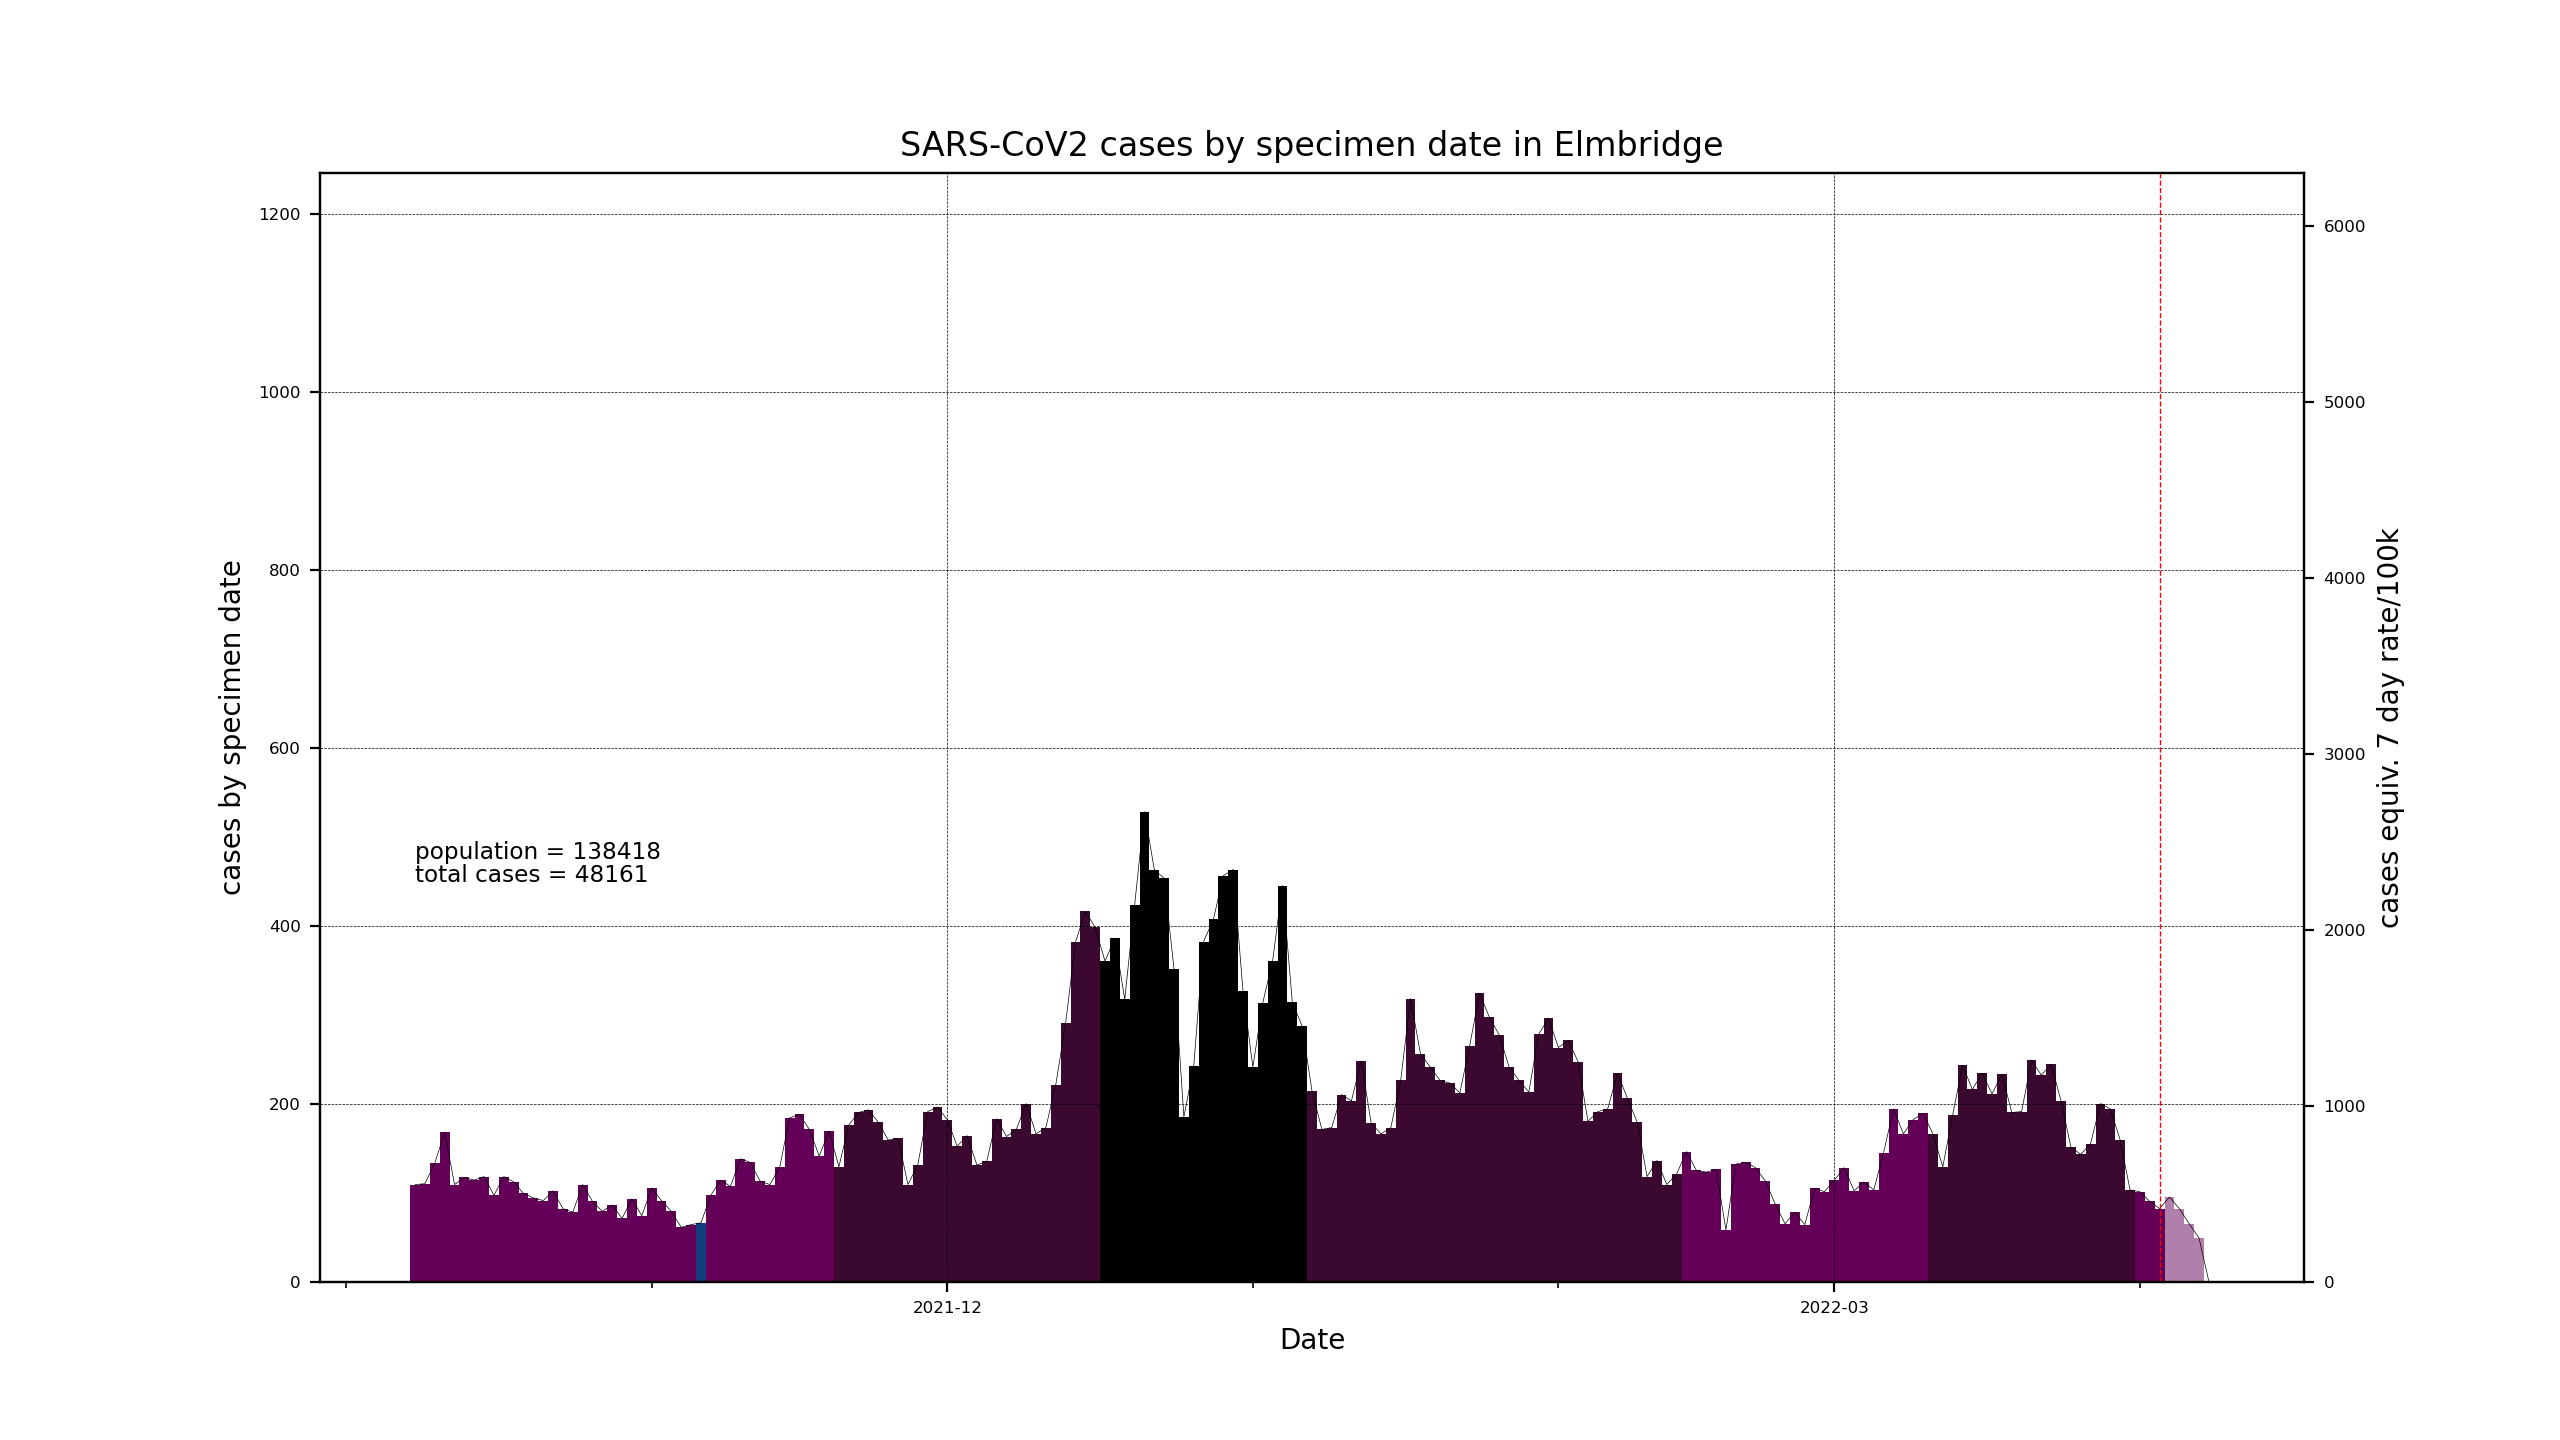 SARS-CoV2 cases by specimen date in Elmbridge
cases by specimen date
1200
1000
800
600
400
200
0
population = 138418
total cases = 48161
6000
5000
4000
3000
2000
1000
0
cases equiv. 7 day rate/100k
2021-12
2022-03
Date